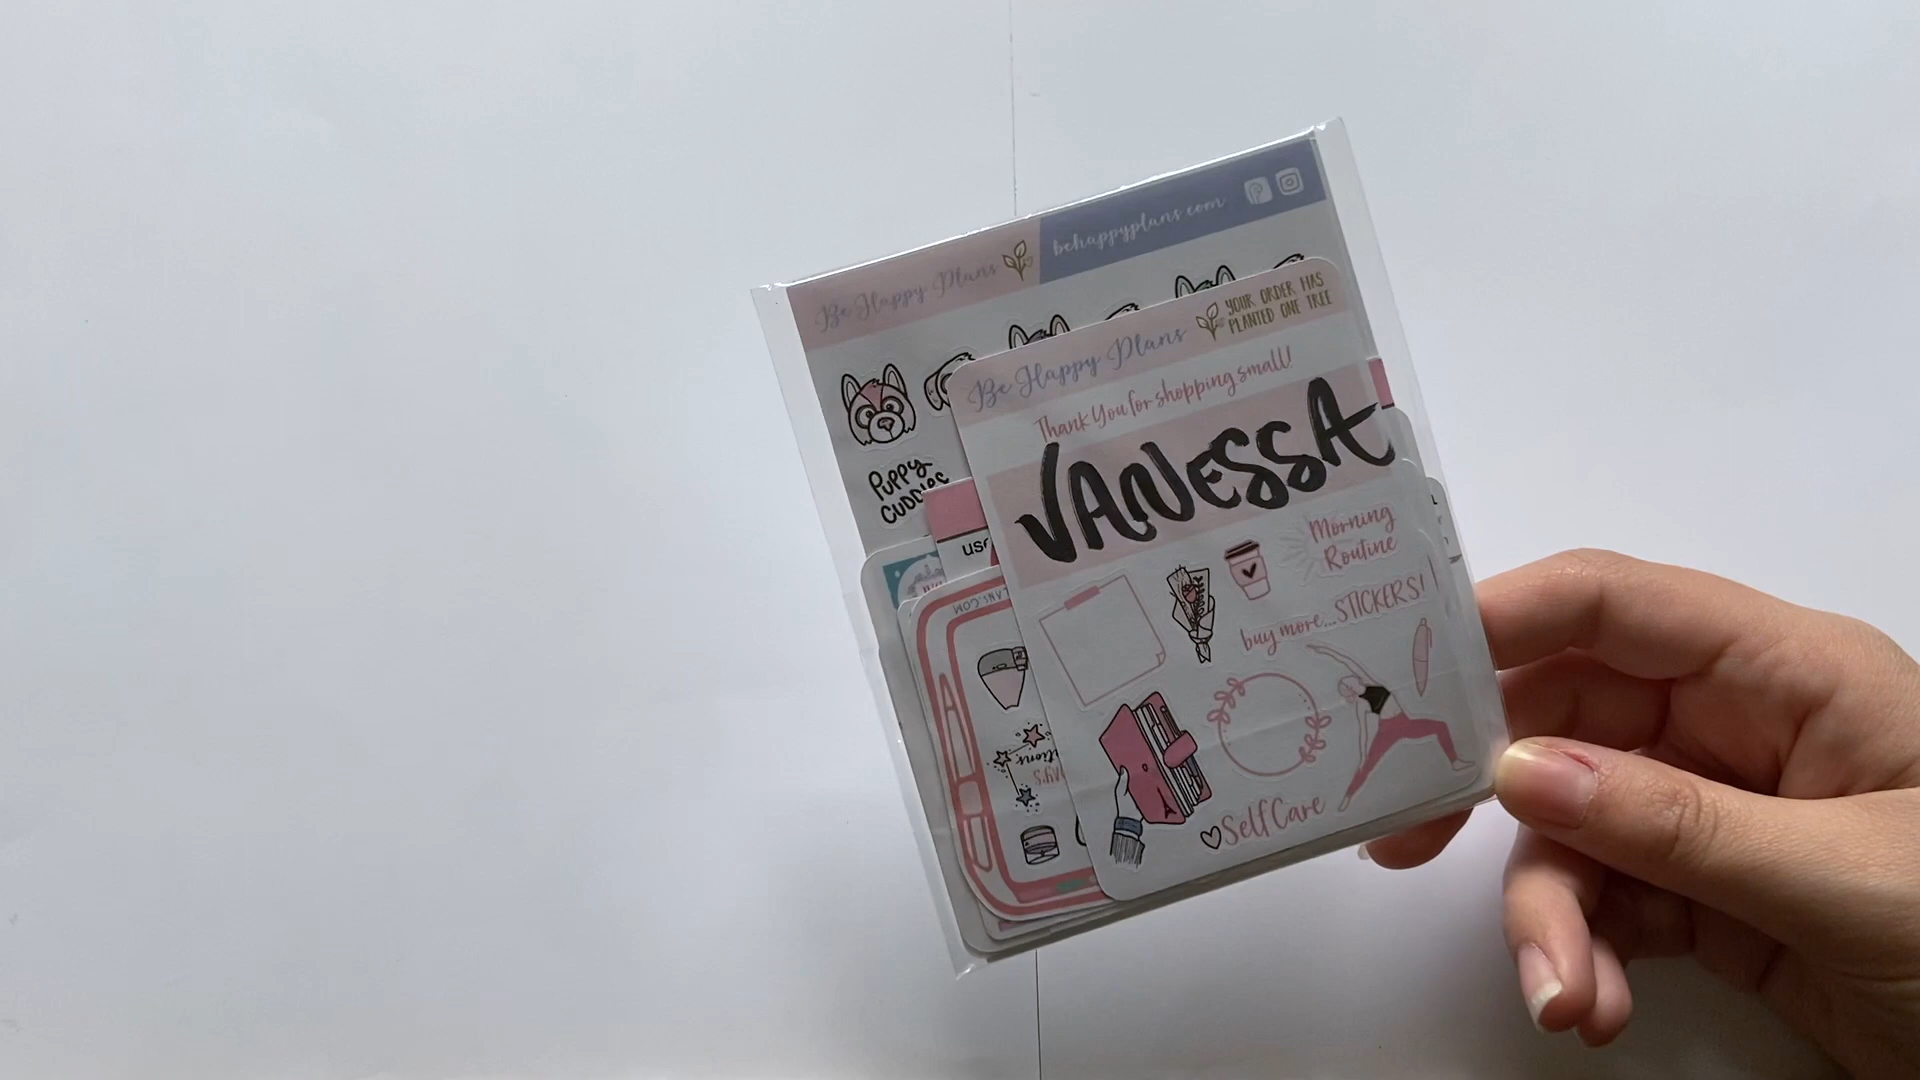 Be Happy Plans
behappyplans.com
Be Happy Plans
YOUR ORDER HAS
PLANTED ONE TREE
Thank You for shopping small!
VANESSA
PUPPY
CUDDLES
Morning
Routine
buy more... STICKERS!
Self Care